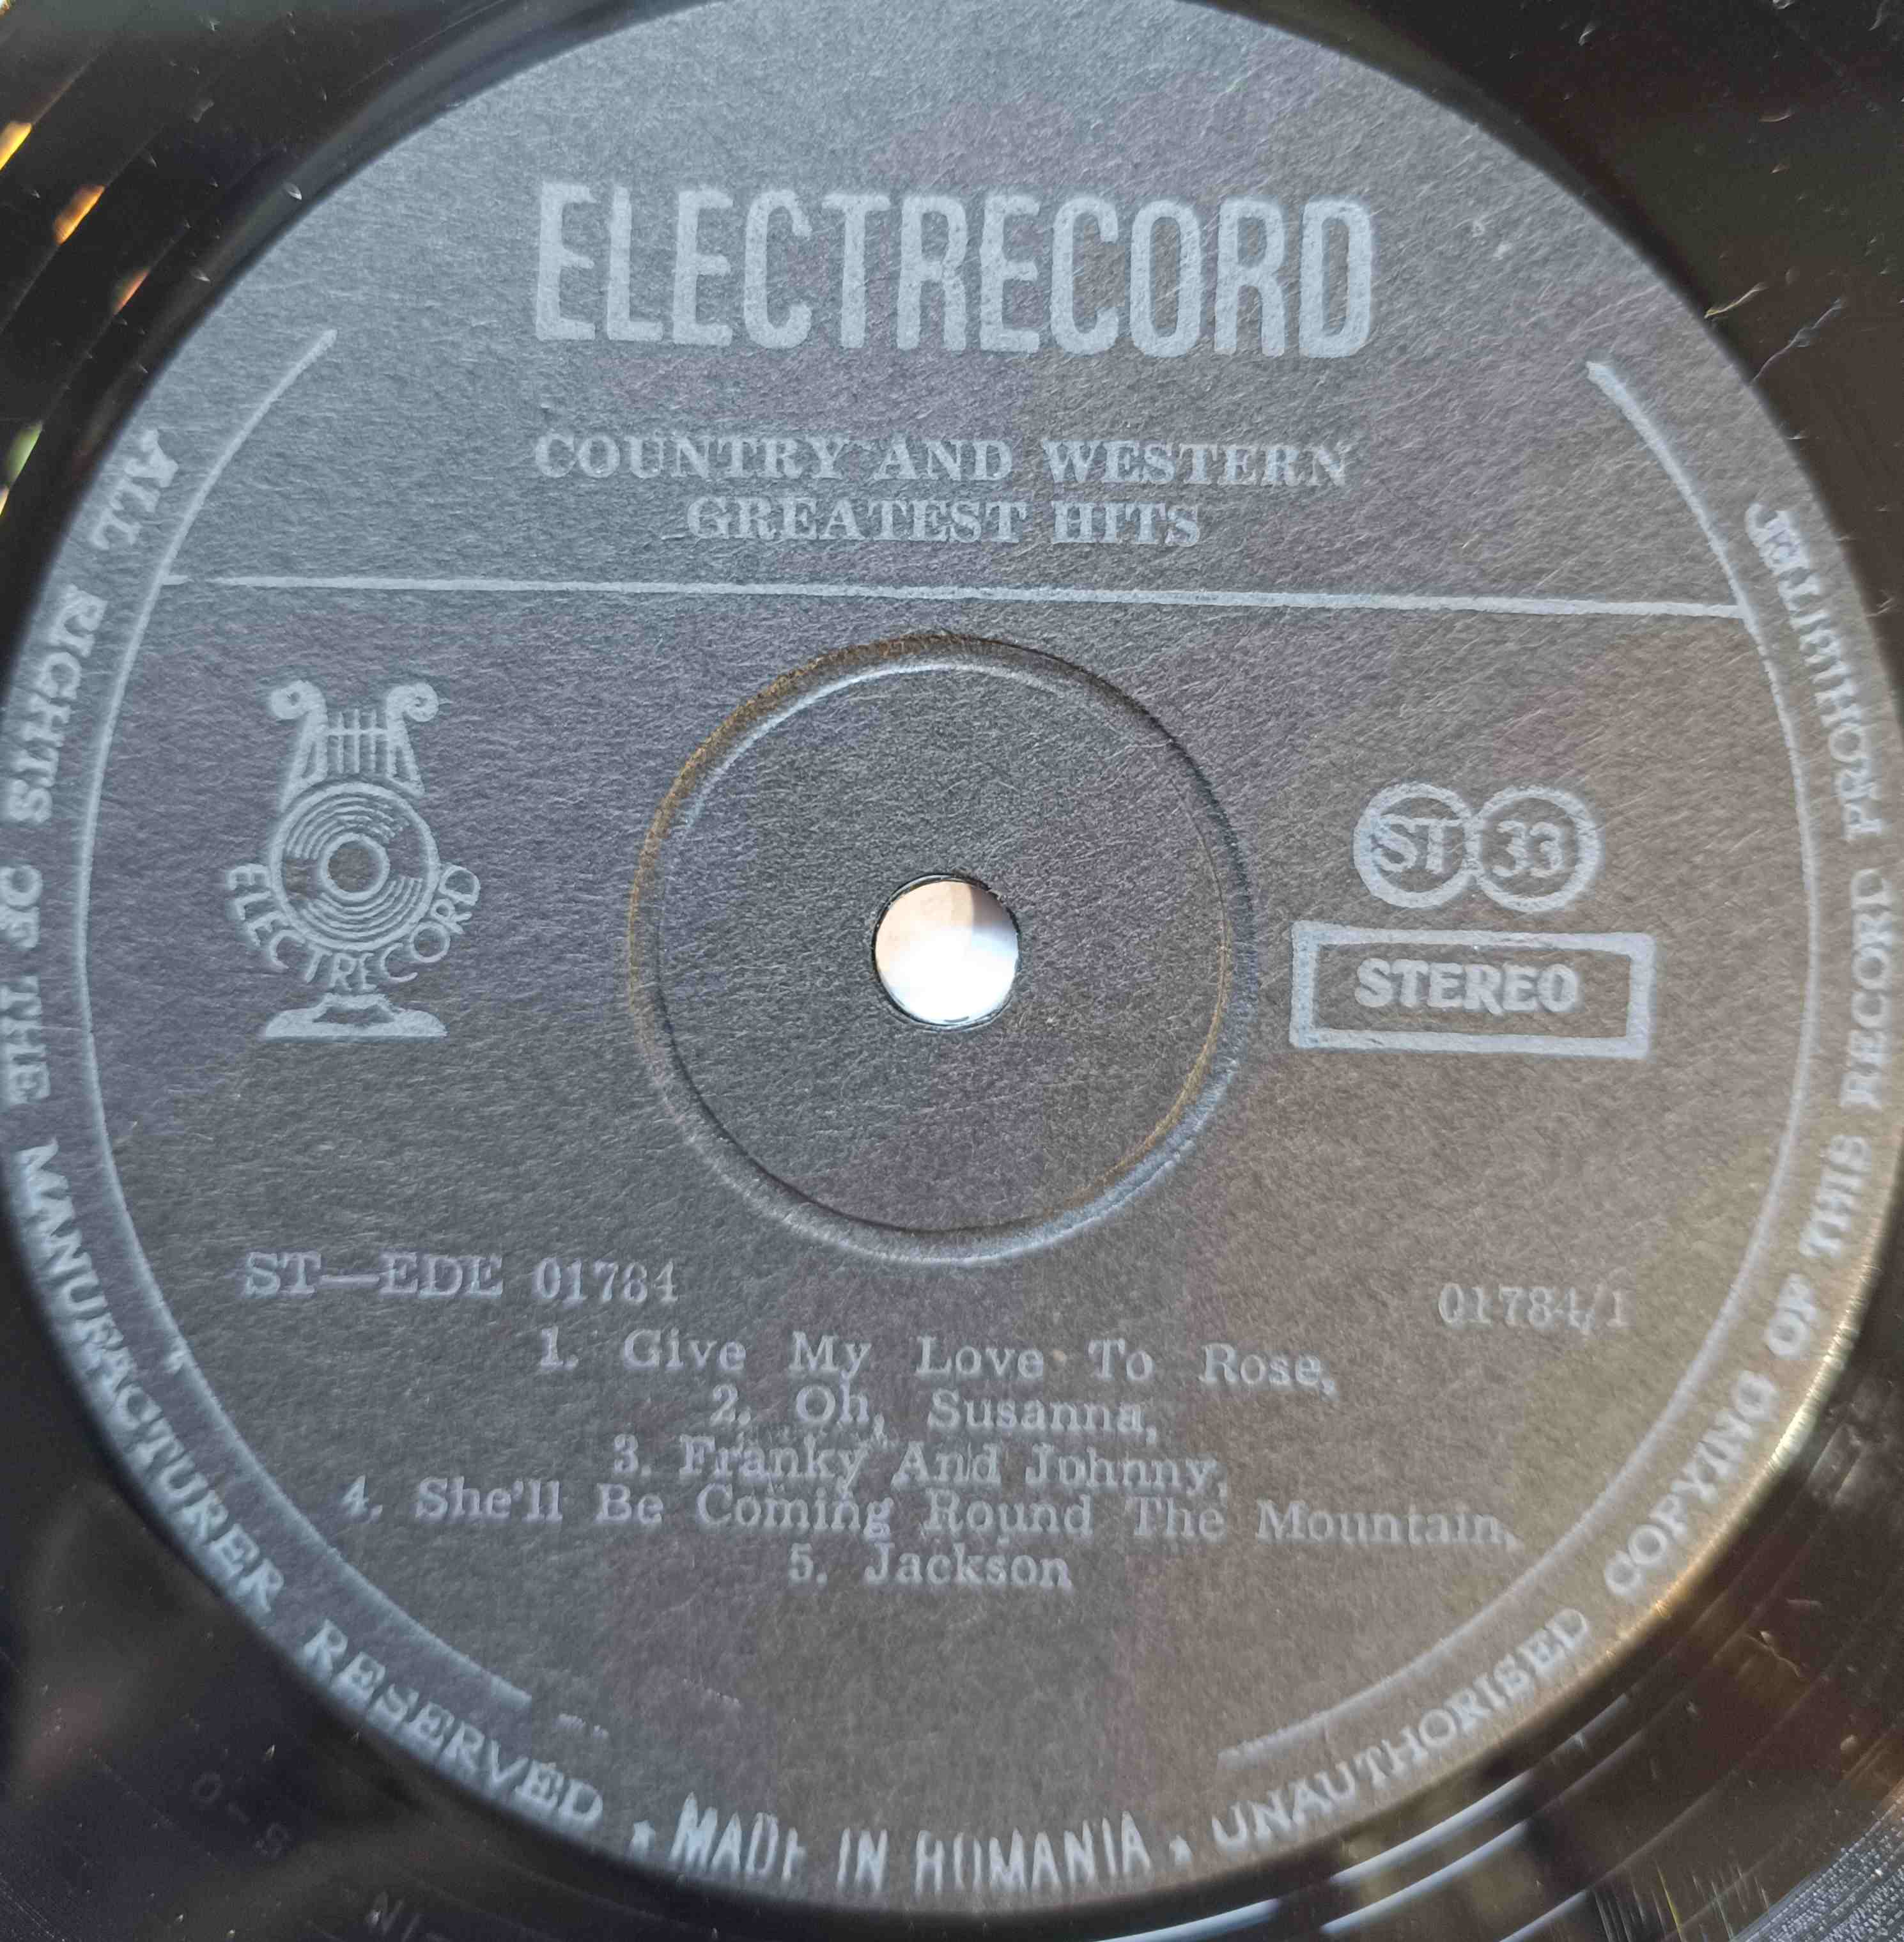 ELECTRECORD
COUNTRY AND WESTERN
GREATEST HITS
ELECTRECORD
ST 33
STEREO
ST—EDE 01784
01784/1
1. Give My Love To Rose,
2. Oh, Susanna,
3. Franky And Johnny,
4. She'll Be Coming Round The Mountain,
5. Jackson
ALL RIGHTS OF THE MANUFACTURER RESERVED ★ MADE IN ROMANIA ★ UNAUTHORISED COPYING OF THIS RECORD PROHIBITED